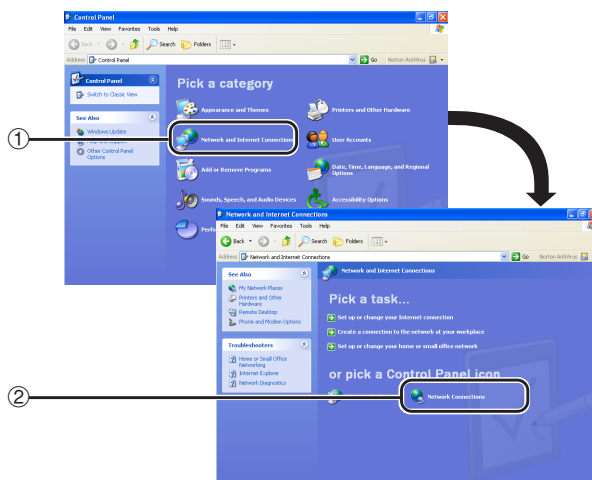 Control Panel
File Edit View Favorites Tools Help
Back Search Folders
Address Control Panel Go Norton AntiVirus
Control Panel
Switch to Classic View
See Also
Windows Update
Help and Support
Other Control Panel
Options
Pick a category
Appearance and Themes
Printers and Other Hardware
① Network and Internet Connections
User Accounts
Add or Remove Programs
Date, Time, Language, and Regional
Options
Sounds, Speech, and Audio Devices
Accessibility Options
Network and Internet Connections
File Edit View Favorites Tools Help
Back Search Folders
Address Network and Internet Connections Go Norton AntiVirus
See Also
My Network Places
Printers and Other
Hardware
Remote Desktop
Phone and Modem Options
Troubleshooters
Home or Small Office
Networking
Internet Explorer
Network Diagnostics
Network and Internet Connections
Pick a task...
Set up or change your Internet connection
Create a connection to the network at your workplace
Set up or change your home or small office network
or pick a Control Panel icon
② Network Connections